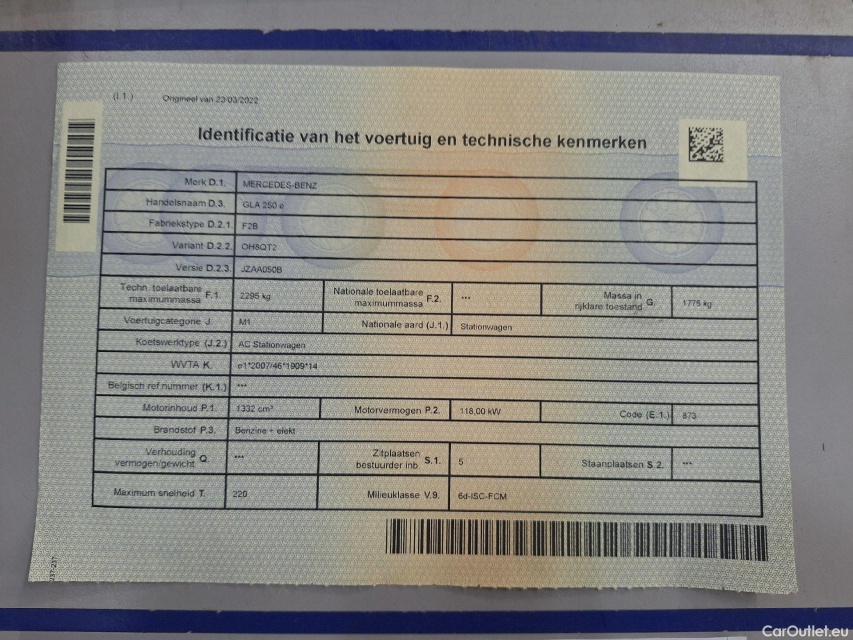 (I.1.) Origineel van 23/03/2022
Identificatie van het voertuig en technische kenmerken
Merk D.1. MERCEDES-BENZ
Handelsnaam D.3. GLA 250 e
Fabriekstype D.2.1. F2B
Variant D.2.2. OH8QT2
Versie D.2.3. JZAA050B
Techn. toelaatbare maximummassa F.1. 2295 kg Nationale toelaatbare maximummassa F.2. *** Massa in rijklare toestand G. 1775 kg
Voertuigcategorie J. M1 Nationale aard (J.1.) Stationwagen
Koetswerktype (J.2.) AC Stationwagen
WVTA K. e1*2007/46*1909*14
Belgisch ref.nummer (K.1.) ***
Motorinhoud P.1. 1332 cm³ Motorvermogen P.2. 118,00 kW Code (E.1.) 873
Brandstof P.3. Benzine + elekt
Verhouding vermogen/gewicht Q. *** Zitplaatsen bestuurder inb. S.1. 5 Staanplaatsen S.2. ***
Maximum snelheid T. 220 Milieuklasse V.9. 6d-ISC-FCM
237-237
CarOutlet.eu